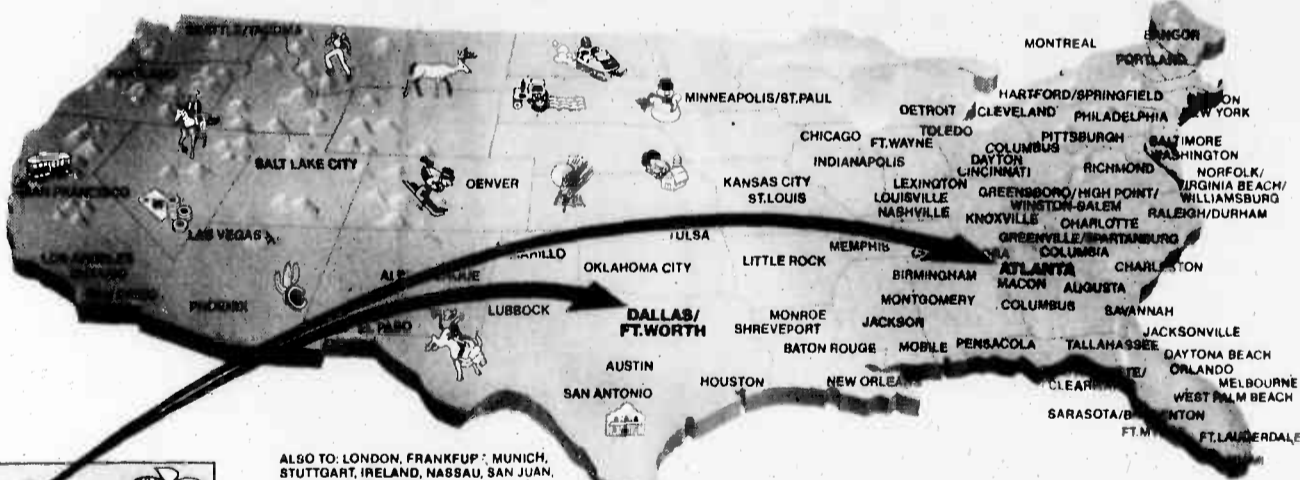 MONTREAL
BANGOR
PORTLAND
MINNEAPOLIS/ST.PAUL
HARTFORD/SPRINGFIELD
DETROIT
CLEVELAND
PHILADELPHIA
CHICAGO
FT.WAYNE
TOLEDO
COLUMBUS
PITTSBURGH
BALTIMORE
WASHINGTON
INDIANAPOLIS
DAYTON
CINCINNATI
RICHMOND
NORFOLK/
VIRGINIA BEACH/
WILLIAMSBURG
SALT LAKE CITY
DENVER
KANSAS CITY
ST.LOUIS
LEXINGTON
LOUISVILLE
NASHVILLE
GREENSBORO/HIGH POINT/
WINSTON-SALEM
RALEIGH/DURHAM
KNOXVILLE
CHARLOTTE
SAN FRANCISCO
LAS VEGAS
TULSA
MEMPHIS
GREENVILLE/SPARTANBURG
COLUMBIA
OKLAHOMA CITY
LITTLE ROCK
BIRMINGHAM
ATLANTA
CHARLESTON
MACON
AUGUSTA
PHOENIX
LUBBOCK
DALLAS/
FT.WORTH
MONROE
SHREVEPORT
MONTGOMERY
COLUMBUS
SAVANNAH
EL PASO
JACKSON
JACKSONVILLE
AUSTIN
BATON ROUGE
MOBILE
PENSACOLA
TALLAHASSEE
DAYTONA BEACH
ORLANDO
SAN ANTONIO
HOUSTON
NEW ORLEANS
MELBOURNE
WEST PALM BEACH
FT.LAUDERDALE
ALSO TO: LONDON, MUNICH,
STUTTGART, IRELAND, NASSAU, SAN JUAN,